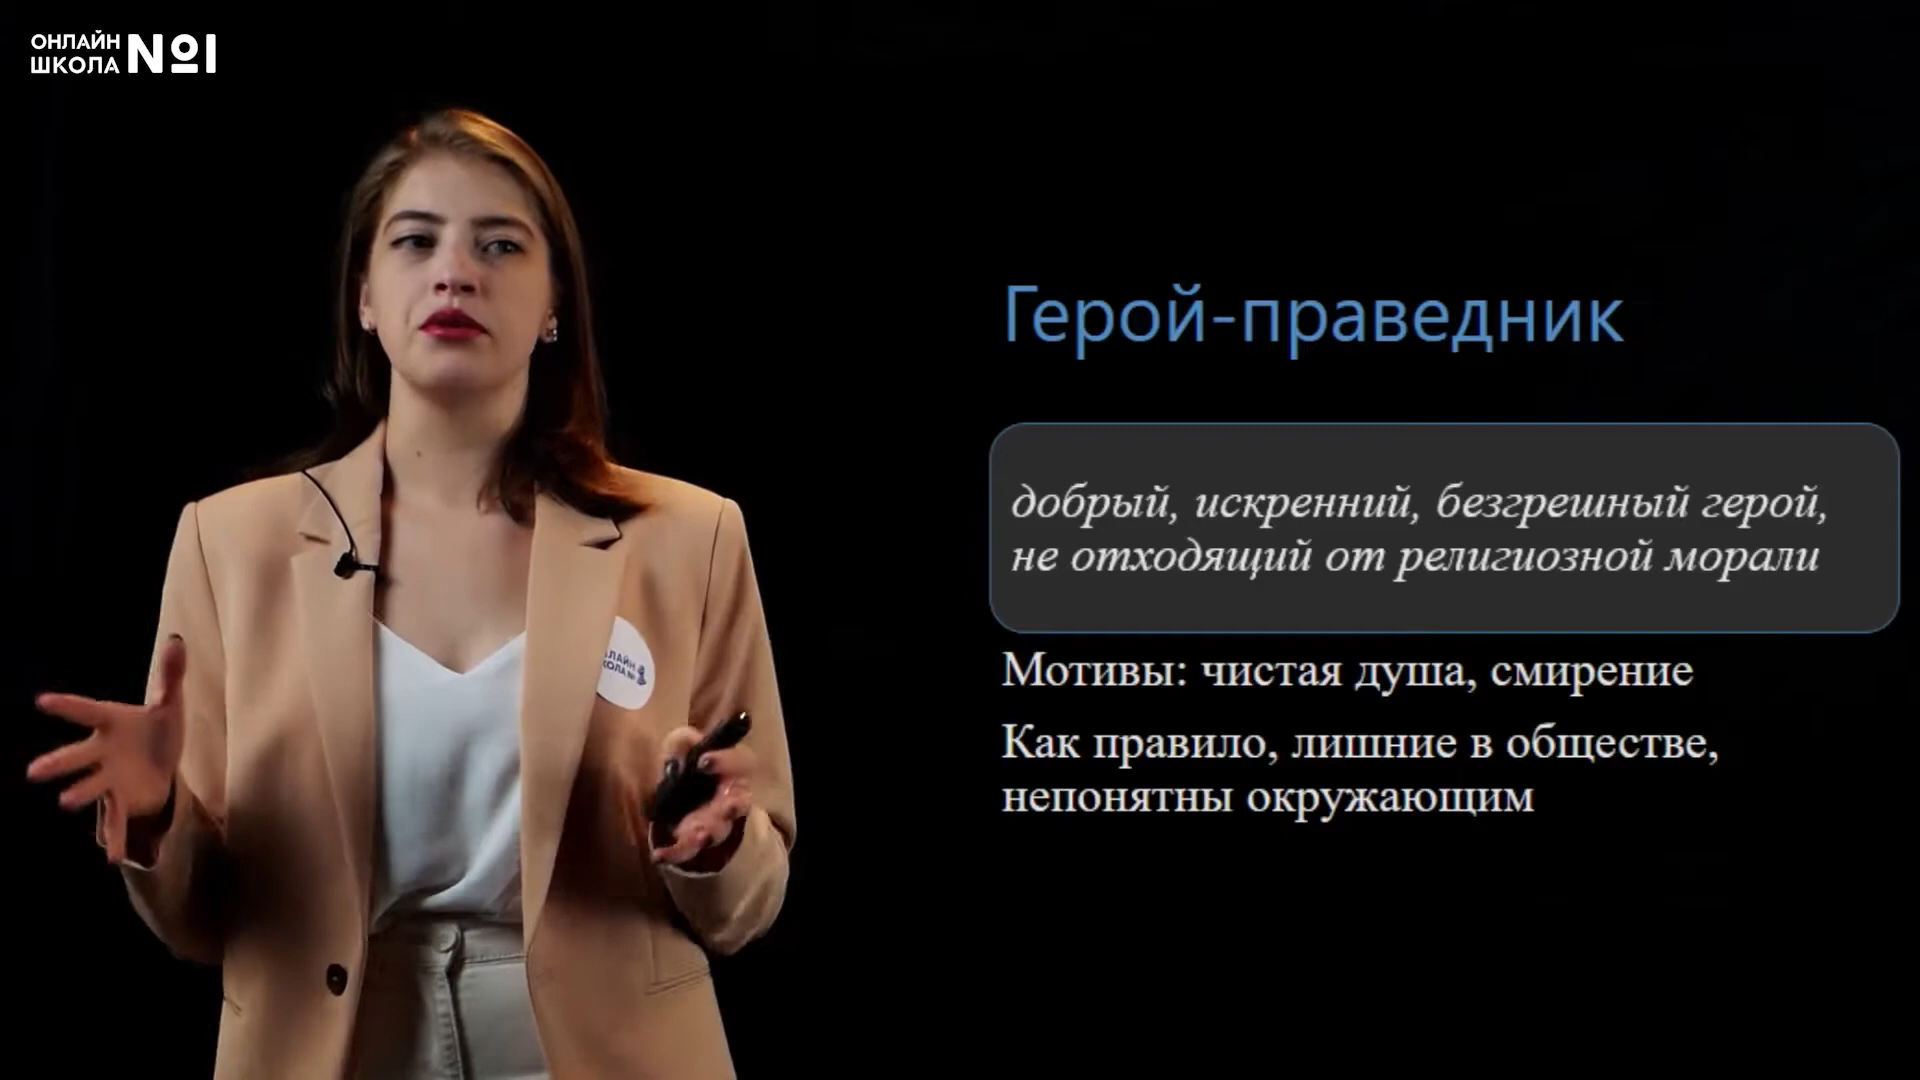 ОНЛАЙН
ШКОЛА №1
Герой-праведник
добрый, искренний, безгрешный герой,
не отходящий от религиозной морали
Мотивы: чистая душа, смирение
Как правило, лишние в обществе,
непонятны окружающим